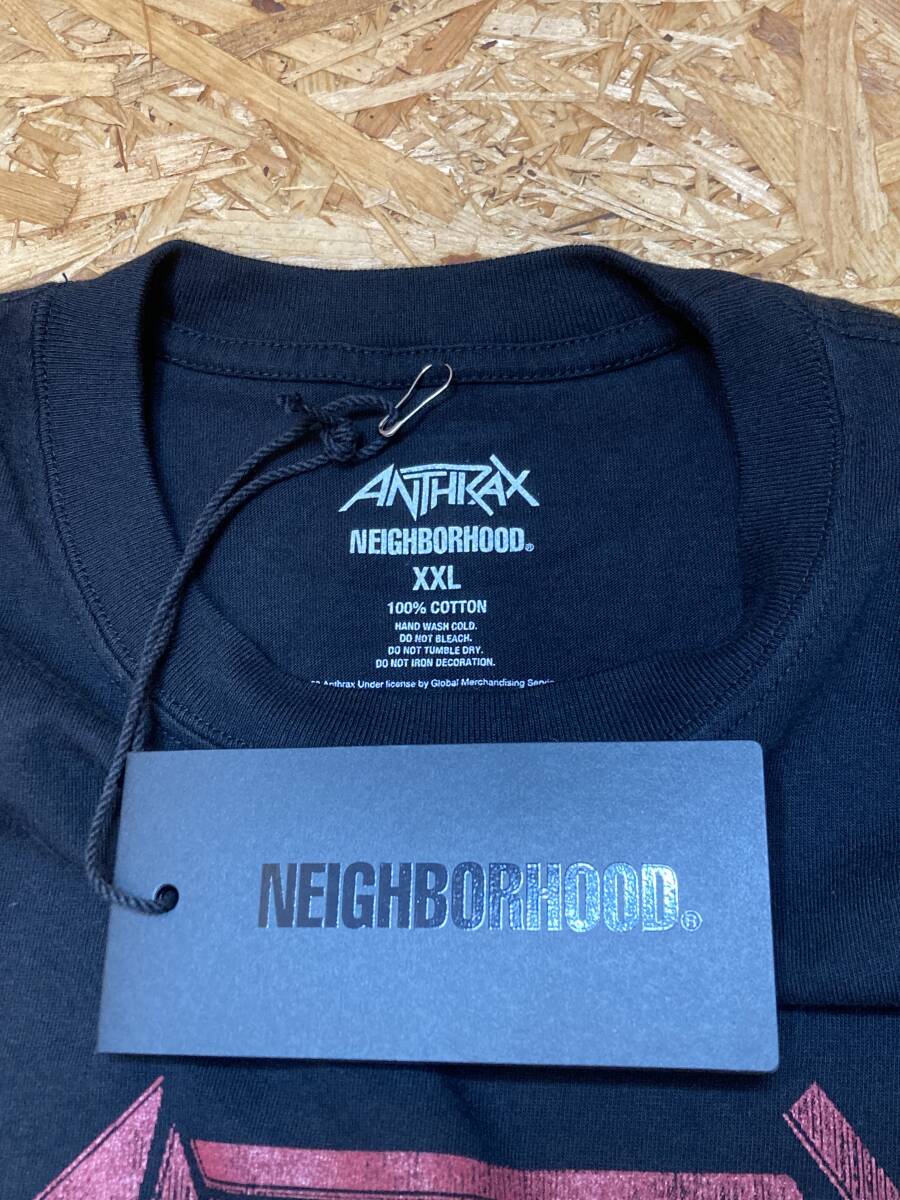 ANTHRAX
NEIGHBORHOOD®
XXL
100% COTTON
HAND WASH COLD.
DO NOT BLEACH.
DO NOT TUMBLE DRY.
DO NOT IRON DECORATION.
Anthrax Under license by Global Merchandising
NEIGHBORHOOD®